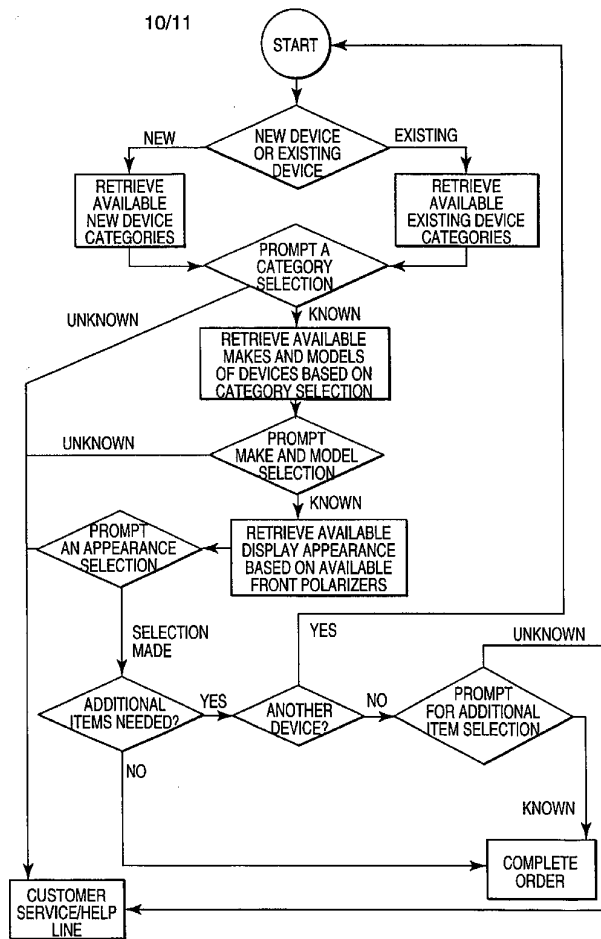 10/11
START
NEW
NEW DEVICE
OR EXISTING
DEVICE
EXISTING
RETRIEVE
AVAILABLE
NEW DEVICE
CATEGORIES
RETRIEVE
AVAILABLE
EXISTING DEVICE
CATEGORIES
PROMPT A
CATEGORY
SELECTION
UNKNOWN
KNOWN
RETRIEVE AVAILABLE
MAKES AND MODELS
OF DEVICES BASED ON
CATEGORY SELECTION
UNKNOWN
PROMPT
MAKE AND MODEL
SELECTION
KNOWN
PROMPT
AN APPEARANCE
SELECTION
RETRIEVE AVAILABLE
DISPLAY APPEARANCE
BASED ON AVAILABLE
FRONT POLARIZERS
SELECTION
MADE
YES
UNKNOWN
ADDITIONAL
ITEMS NEEDED?
YES
ANOTHER
DEVICE?
NO
PROMPT
FOR ADDITIONAL
ITEM SELECTION
NO
KNOWN
COMPLETE
ORDER
CUSTOMER
SERVICE/HELP
LINE